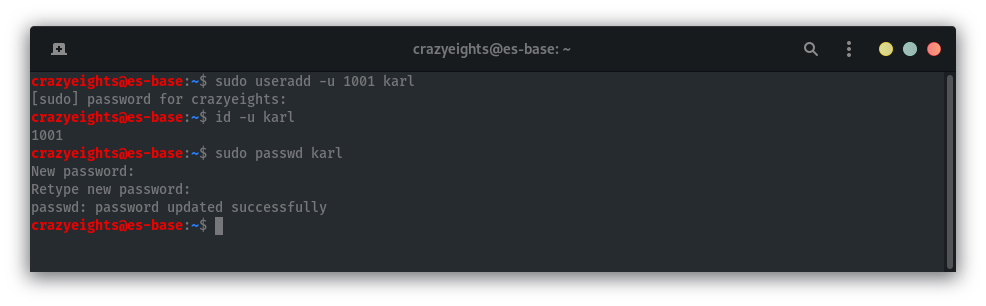 crazyeights@es-base: ~
crazyeights@es-base:~$ sudo useradd -u 1001 karl
[sudo] password for crazyeights:
crazyeights@es-base:~$ id -u karl
1001
crazyeights@es-base:~$ sudo passwd karl
New password:
Retype new password:
passwd: password updated successfully
crazyeights@es-base:~$